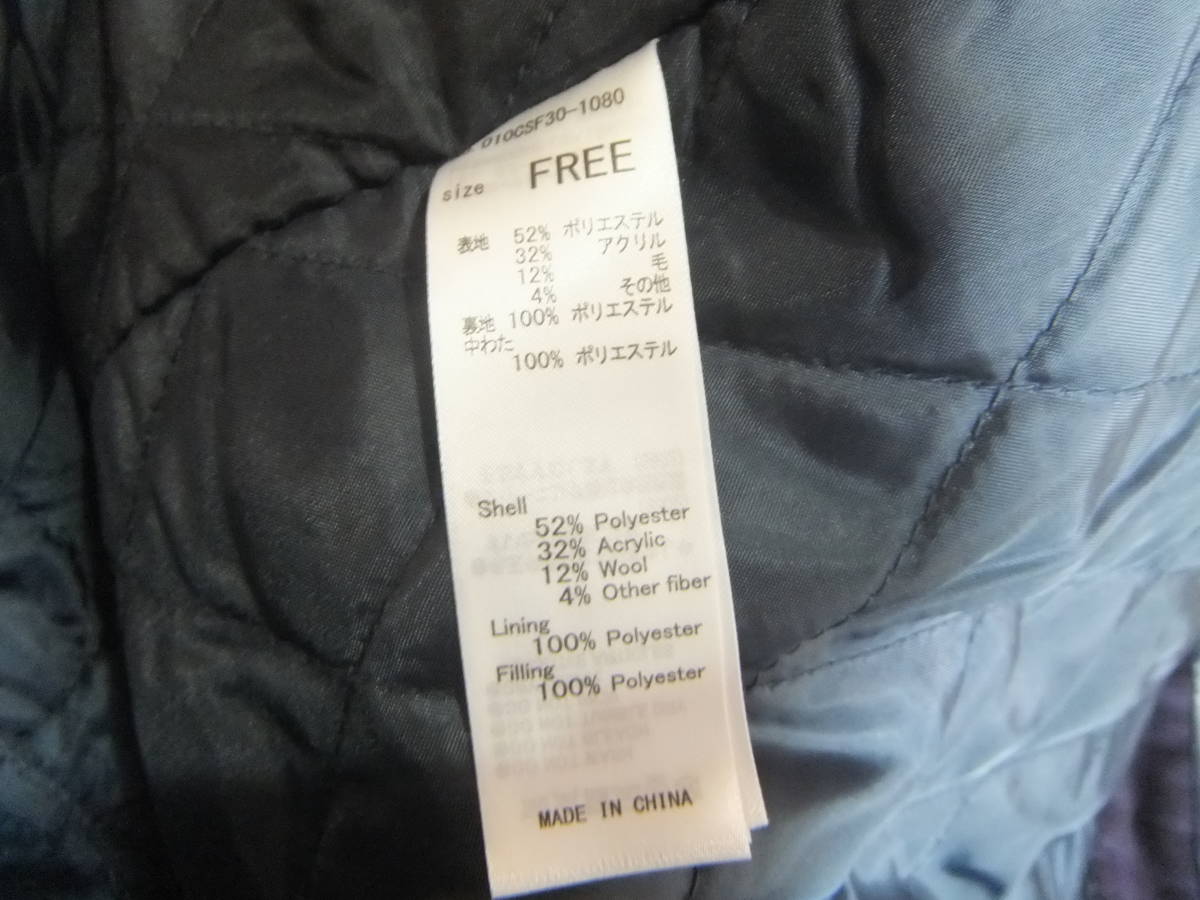 010CSF30-1080
size FREE
表地 52% ポリエステル
32% アクリル
12% 毛
4% その他
裏地 100% ポリエステル
中わた
100% ポリエステル
Shell
52% Polyester
32% Acrylic
12% Wool
4% Other fiber
Lining
100% Polyester
Filling
100% Polyester
MADE IN CHINA